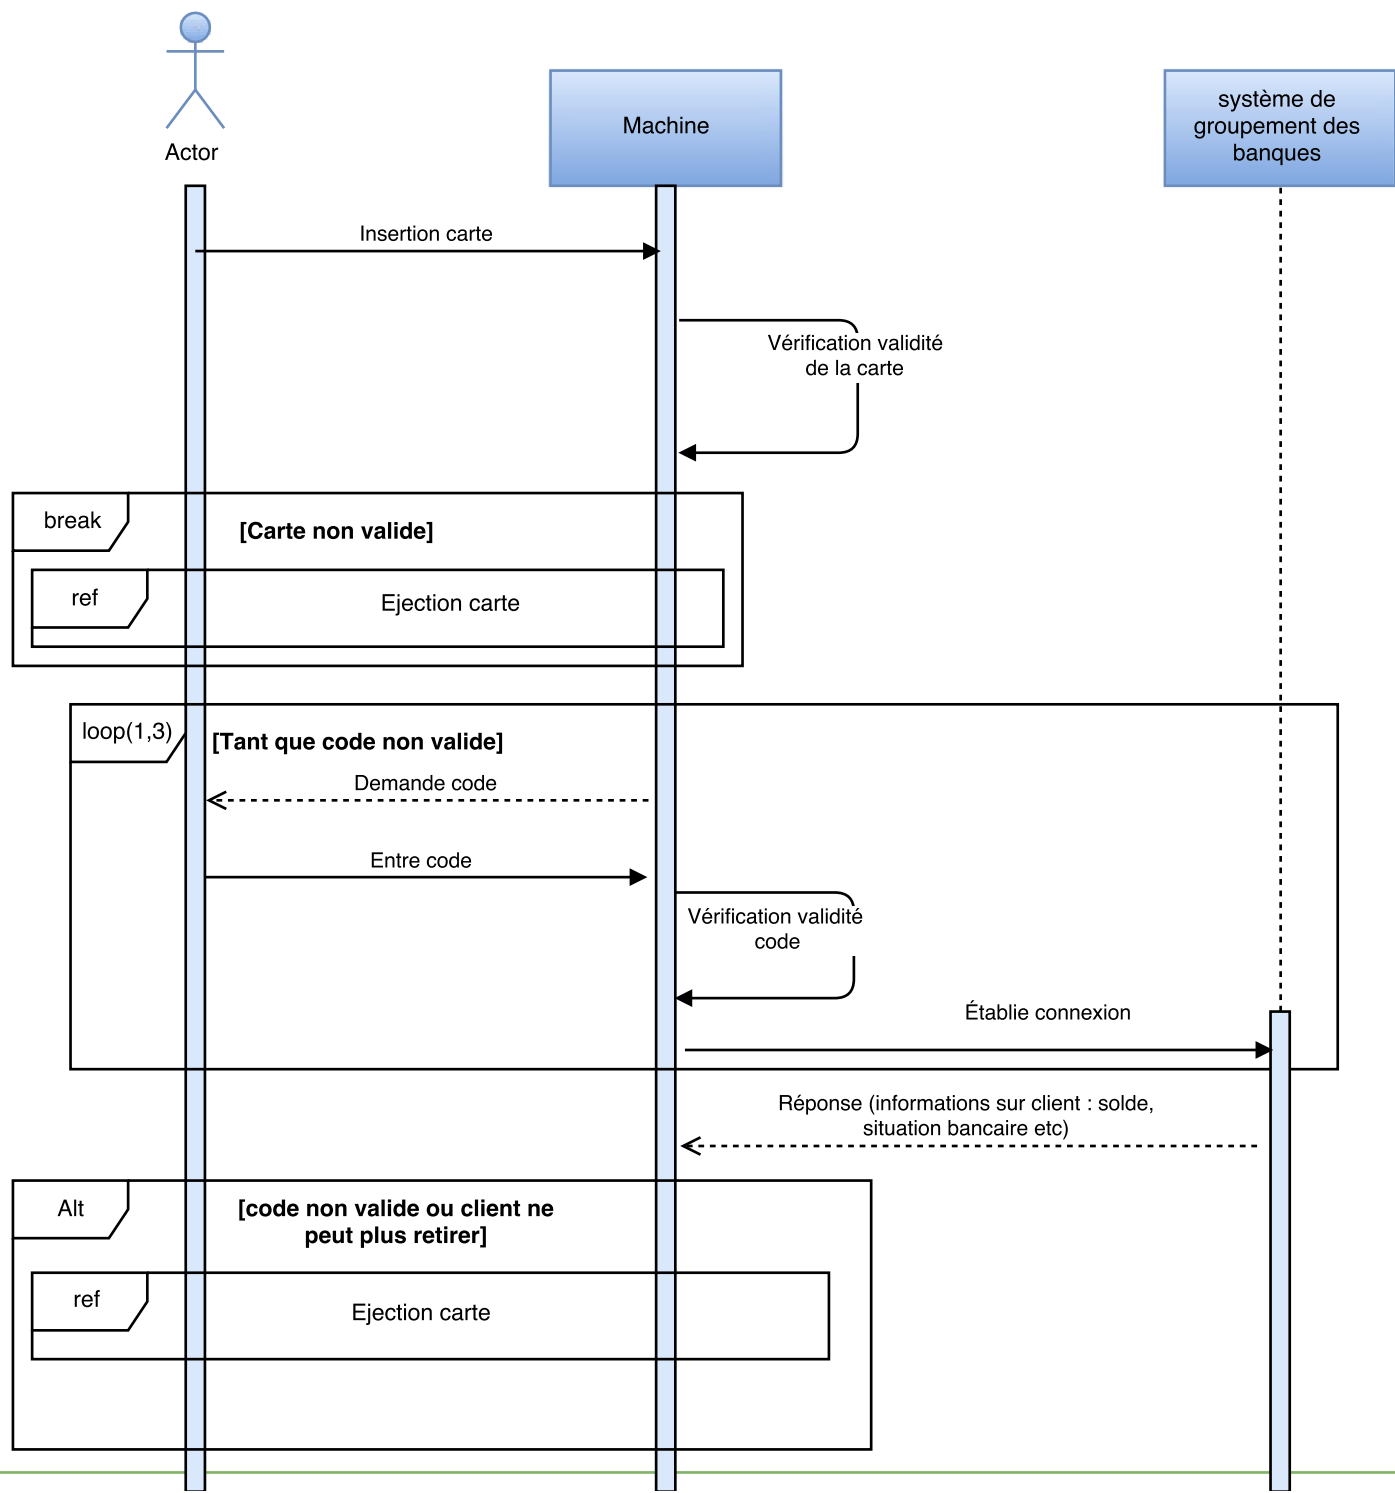 Actor
Machine
système de
groupement des
banques
Insertion carte
Vérification validité
de la carte
break
[Carte non valide]
ref
Ejection carte
loop(1,3)
[Tant que code non valide]
Demande code
Entre code
Vérification validité
code
Établie connexion
Réponse (informations sur client : solde,
situation bancaire etc)
Alt
[code non valide ou client ne
peut plus retirer]
ref
Ejection carte